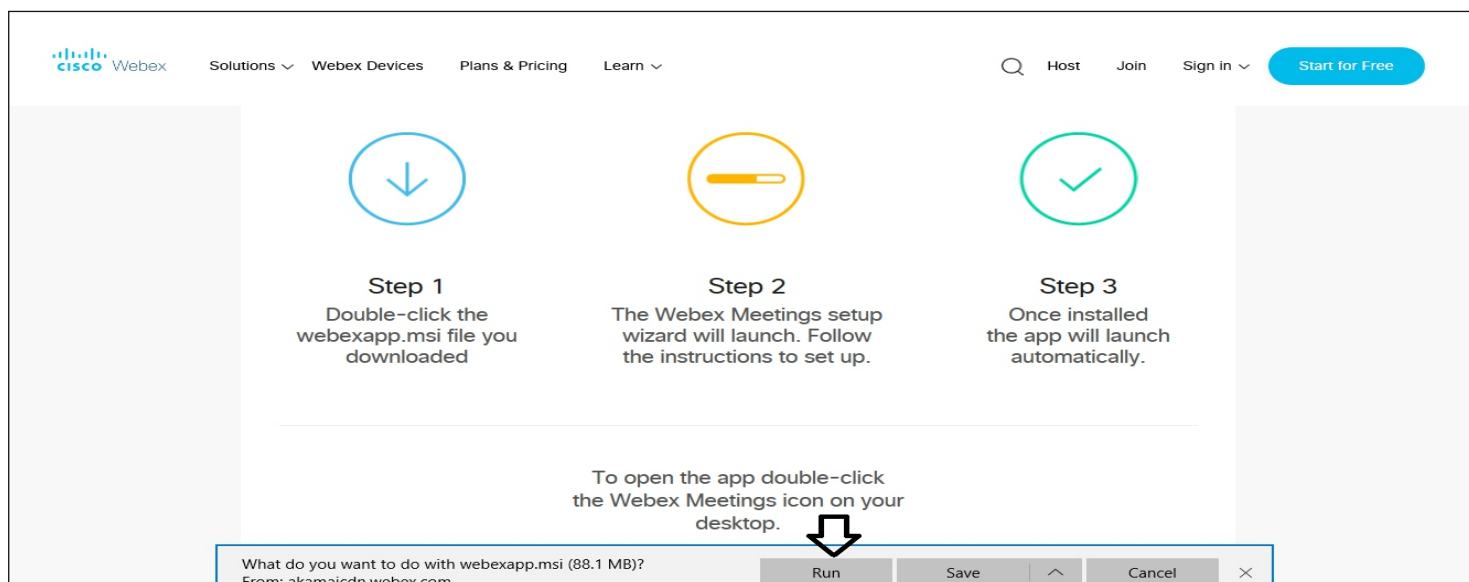 CISCO Webex Solutions Webex Devices Plans & Pricing Learn Host Join Sign in Start for Free
Step 1
Double-click the
webexapp.msi file you
downloaded
Step 2
The Webex Meetings setup
wizard will launch. Follow
the instructions to set up.
Step 3
Once installed
the app will launch
automatically.
To open the app double-click
the Webex Meetings icon on your
desktop.
What do you want to do with webexapp.msi (88.1 MB)?
From: akamaicdn.webex.com
Run Save Cancel